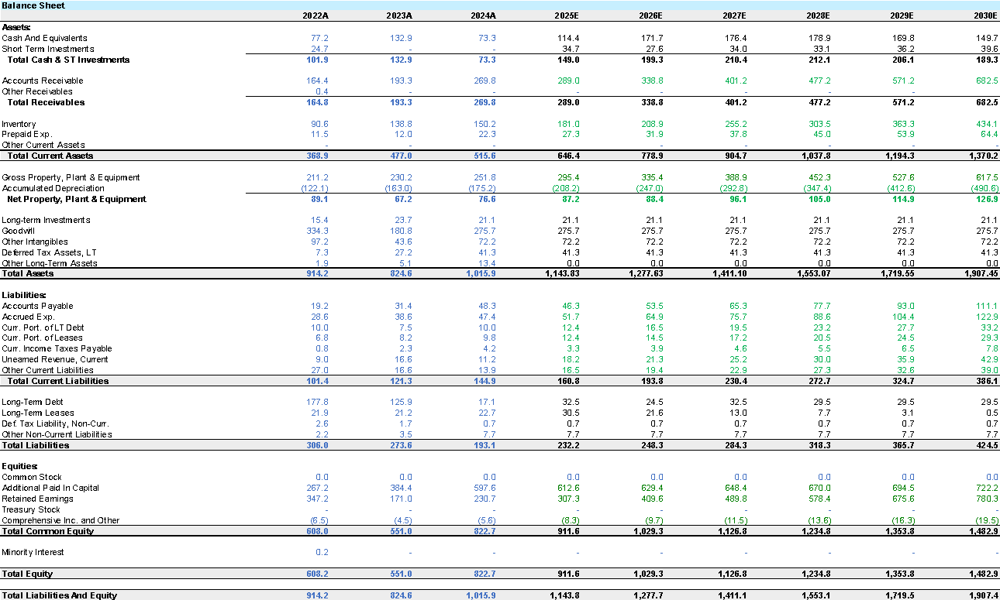 Balance Sheet
2022A 2023A 2024A 2025E 2026E 2027E 2028E 2029E 2030E
Assets:
Cash And Equivalents 77.2 132.9 73.3 114.4 171.7 176.4 178.9 169.8 149.7
Short Term Investments 24.7 - - 34.7 27.6 34.0 33.1 36.2 39.6
Total Cash & ST Investments 101.9 132.9 73.3 149.0 199.3 210.4 212.1 206.1 189.3
Accounts Receivable 164.4 193.3 269.8 289.0 338.8 401.2 477.2 571.2 682.5
Other Receivables 0.4 - - - - - - -
Total Receivables 164.8 193.3 269.8 289.0 338.8 401.2 477.2 571.2 682.5
Inventory 90.6 138.8 150.2 181.0 208.9 255.2 303.5 363.3 434.1
Prepaid Exp. 11.5 12.0 22.3 27.3 31.9 37.8 45.0 53.9 64.4
Other Current Assets - - - - - - - - -
Total Current Assets 368.9 477.0 515.6 646.4 778.9 904.7 1,037.8 1,194.3 1,370.2
Gross Property, Plant & Equipment 211.2 230.2 251.8 295.4 335.4 388.9 452.3 527.6 617.5
Accumulated Depreciation (122.1) (163.0) (175.2) (208.2) (247.0) (292.8) (347.4) (412.6) (490.6)
Net Property, Plant & Equipment 89.1 67.2 76.6 87.2 88.4 96.1 105.0 114.9 126.9
Long-term Investments 15.4 23.7 21.1 21.1 21.1 21.1 21.1 21.1 21.1
Goodwill 334.3 180.8 275.7 275.7 275.7 275.7 275.7 275.7 275.7
Other Intangibles 97.2 43.6 72.2 72.2 72.2 72.2 72.2 72.2 72.2
Deferred Tax Assets, LT 7.3 27.2 41.3 41.3 41.3 41.3 41.3 41.3 41.3
Other Long-Term Assets 1.9 5.1 13.4 0.0 0.0 0.0 0.0 0.0 0.0
Total Assets 914.2 824.6 1,015.9 1,143.83 1,277.63 1,411.10 1,553.07 1,719.55 1,907.45
Liabilities:
Accounts Payable 19.2 31.4 48.3 46.3 53.5 65.3 77.7 93.0 111.1
Accrued Exp. 28.6 38.6 47.4 51.7 64.9 75.7 88.6 104.4 122.9
Curr. Port. of LT Debt 10.0 7.5 10.0 12.4 16.5 19.5 23.2 27.7 33.2
Curr. Port. of Leases 6.8 8.2 9.8 12.4 14.5 17.2 20.5 24.5 29.3
Curr. Income Taxes Payable 0.8 2.3 4.2 3.3 3.9 4.6 5.5 6.5 7.8
Unearned Revenue, Current 9.0 16.6 11.2 18.2 21.3 25.2 30.0 35.9 42.9
Other Current Liabilities 27.0 16.6 13.9 16.5 19.4 22.9 27.3 32.6 39.0
Total Current Liabilities 101.4 121.3 144.9 160.8 193.8 230.4 272.7 324.7 386.1
Long-Term Debt 177.8 125.9 17.1 32.5 24.5 32.5 29.5 29.5 29.5
Long-Term Leases 21.9 21.2 22.7 30.5 21.6 13.0 7.7 3.1 0.5
Def. Tax Liability, Non-Curr. 2.6 1.7 0.7 0.7 0.7 0.7 0.7 0.7 0.7
Other Non-Current Liabilities 2.2 3.5 7.7 7.7 7.7 7.7 7.7 7.7 7.7
Total Liabilities 306.0 273.6 193.1 232.2 248.3 284.3 318.3 365.7 424.5
Equities:
Common Stock 0.0 0.0 0.0 0.0 0.0 0.0 0.0 0.0 0.0
Additional Paid In Capital 267.2 384.4 597.6 612.6 629.4 648.4 670.0 694.5 722.2
Retained Earnings 347.2 171.0 230.7 307.3 409.6 489.8 578.4 675.6 780.3
Treasury Stock - - - - - - - - -
Comprehensive Inc. and Other (6.5) (4.5) (5.6) (8.3) (9.7) (11.5) (13.6) (16.3) (19.5)
Total Common Equity 608.0 551.0 822.7 911.6 1,029.3 1,126.8 1,234.8 1,353.8 1,482.9
Minority Interest 0.2 - - - - - - - -
Total Equity 608.2 551.0 822.7 911.6 1,029.3 1,126.8 1,234.8 1,353.8 1,482.9
Total Liabilities And Equity 914.2 824.6 1,015.9 1,143.8 1,277.7 1,411.1 1,553.1 1,719.5 1,907.4